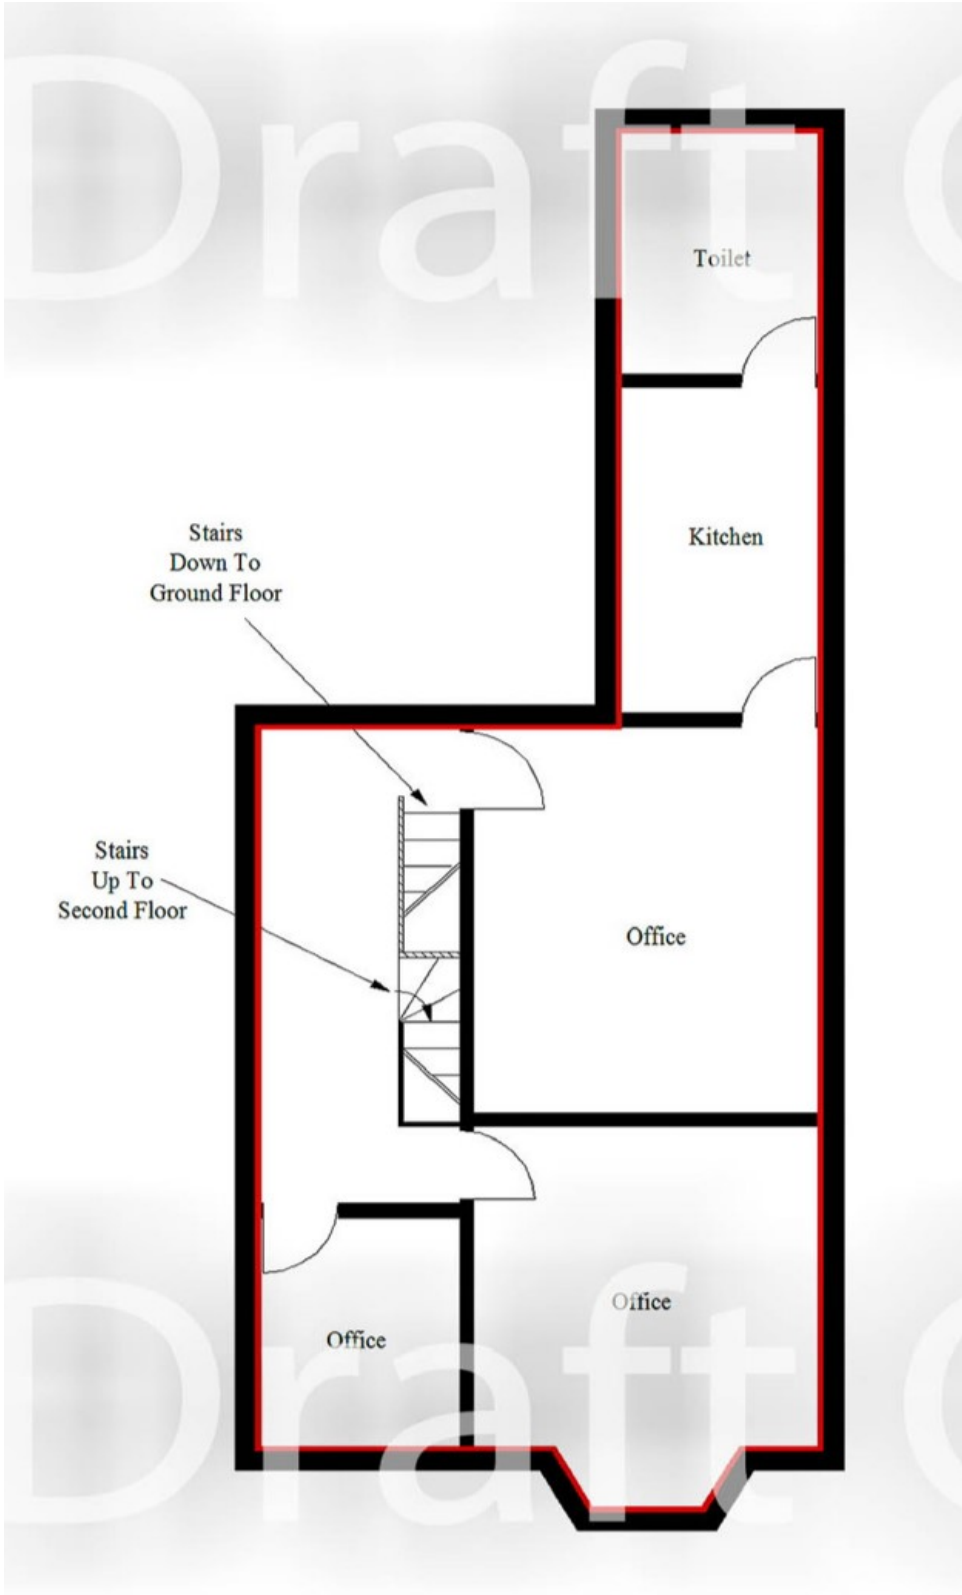 Draft
Toilet
Kitchen
Stairs
Down To
Ground Floor
Stairs
Up To
Second Floor
Office
Office
Office
Draft